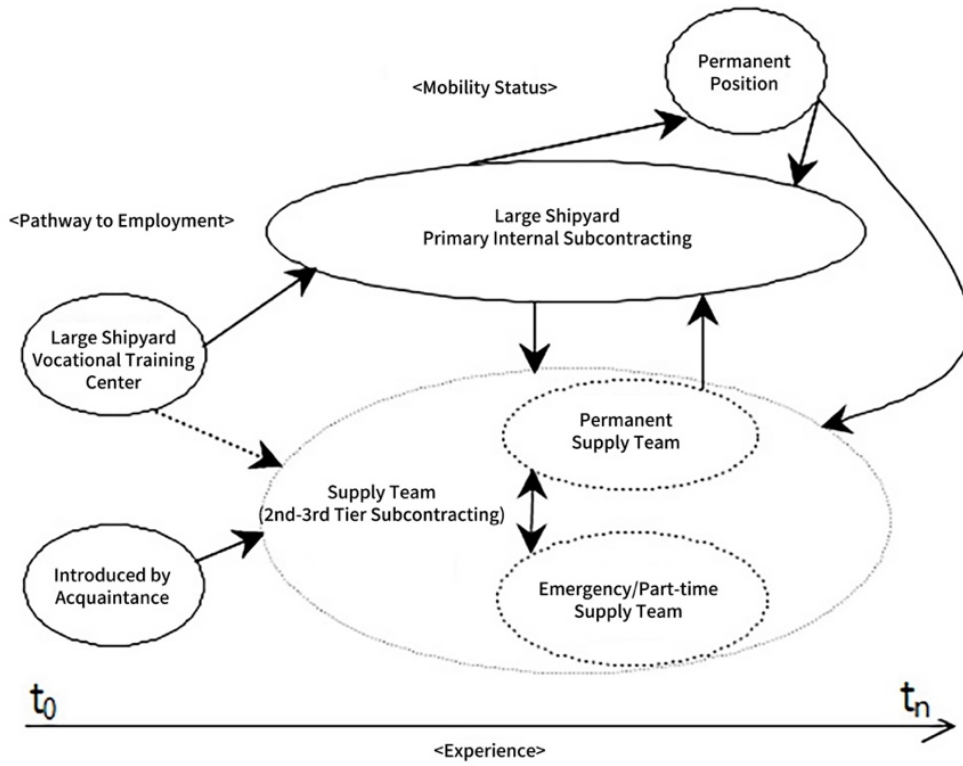 Permanent
Position
<Mobility Status>
<Pathway to Employment>
Large Shipyard
Primary Internal Subcontracting
Large Shipyard
Vocational Training
Center
Permanent
Supply Team
Supply Team
(2nd-3rd Tier Subcontracting)
Introduced by
Acquaintance
Emergency/Part-time
Supply Team
t0
tn
<Experience>